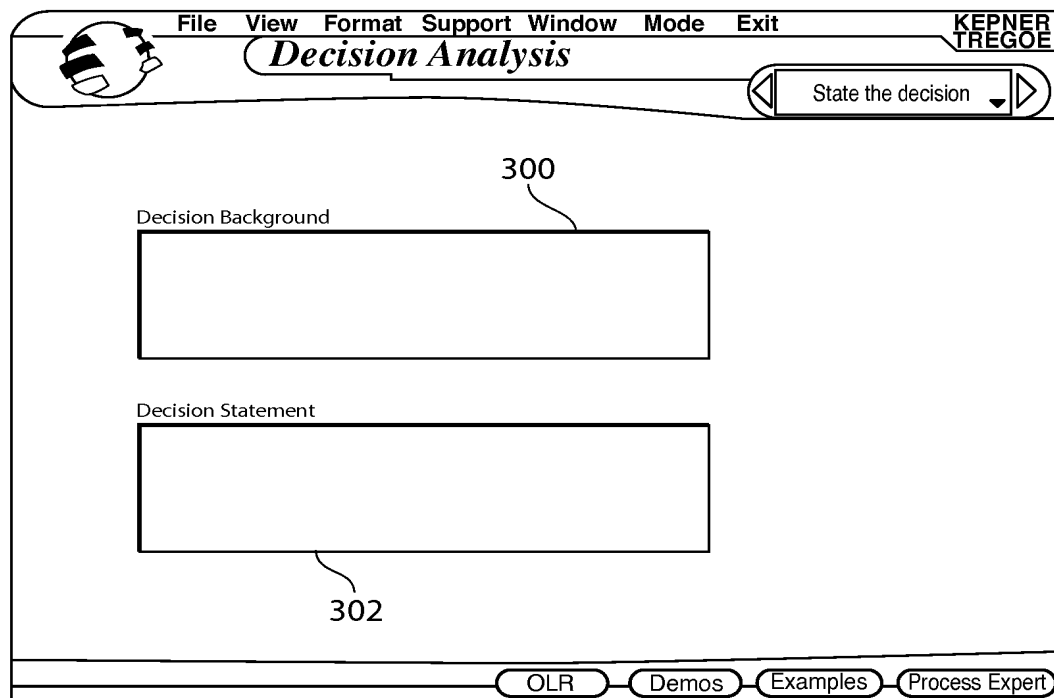 File View Format Support Window Mode Exit
KEPNER
TREGOE
Decision Analysis
State the decision
300
Decision Background
Decision Statement
302
OLR Demos Examples Process Expert